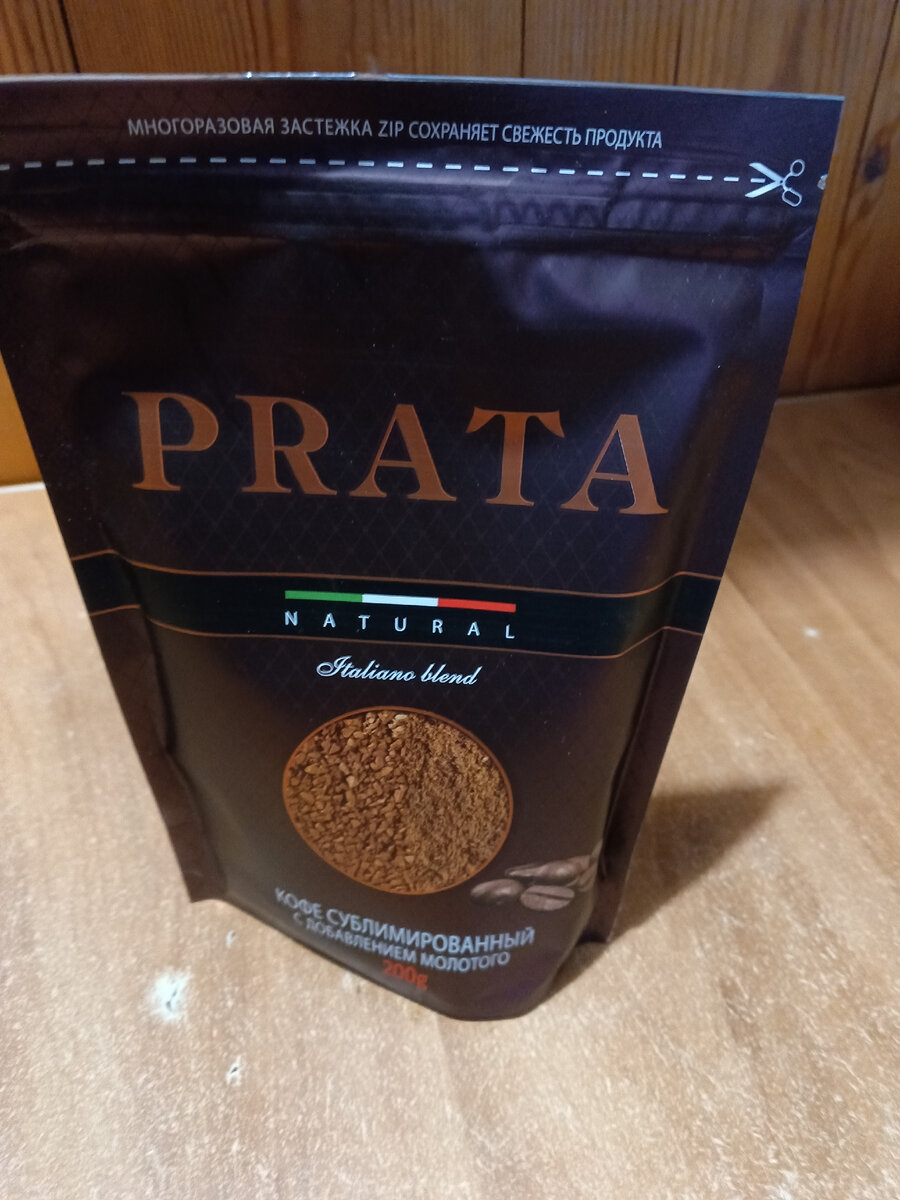 МНОГОРАЗОВАЯ ЗАСТЕЖКА ZIP СОХРАНЯЕТ СВЕЖЕСТЬ ПРОДУКТА
PRATA
NATURAL
Italiano blend
КОФЕ СУБЛИМИРОВАННЫЙ
С ДОБАВЛЕНИЕМ МОЛОТОГО
200g